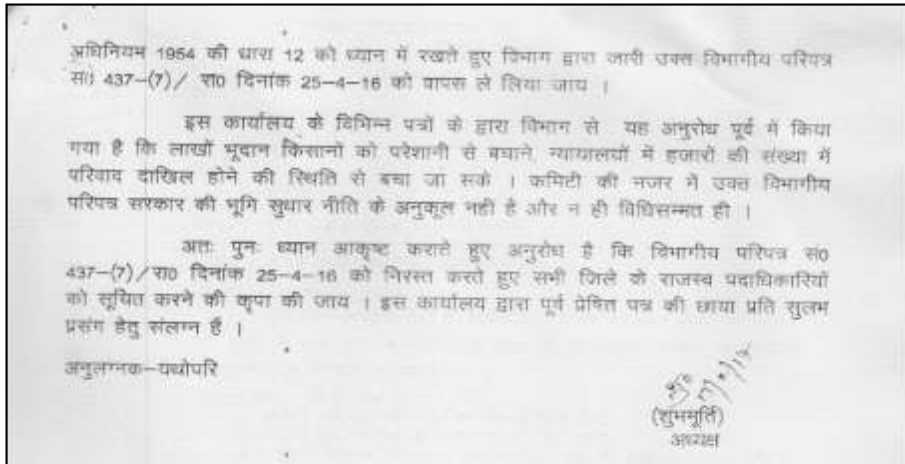 अधिनियम 1954 की धारा 12 को ध्यान में रखते हुए विभाग द्वारा जारी उक्त विभागीय परिपत्र
सं0 437-(7)/ रा0 दिनांक 25-4-16 को वापस ले लिया जाय ।
इस कार्यालय के विभिन्न पत्रों के द्वारा विभाग से यह अनुरोध पूर्व में किया
गया है कि लाखों भूदान किसानों को परेशानी से बचाने, न्यायालयों में हजारों की संख्या में
परिवाद दाखिल होने की स्थिति से बचा जा सके । कमिटी की नजर में उक्त विभागीय
परिपत्र सरकार की भूमि सुधार नीति के अनुकूल नहीं है और न ही विधिसम्मत ही ।
अतः पुनः ध्यान आकृष्ट कराते हुए अनुरोध है कि विभागीय परिपत्र सं0
437-(7)/रा0 दिनांक 25-4-16 को निरस्त करते हुए सभी जिले के राजस्व पदाधिकारियों
को सूचित करने की कृपा की जाय । इस कार्यालय द्वारा पूर्व प्रेषित पत्र की छाया प्रति सुलभ
प्रसंग हेतु संलग्न है ।
अनुलग्नक-यथोपरि
(शुभमूर्ति)
अध्यक्ष